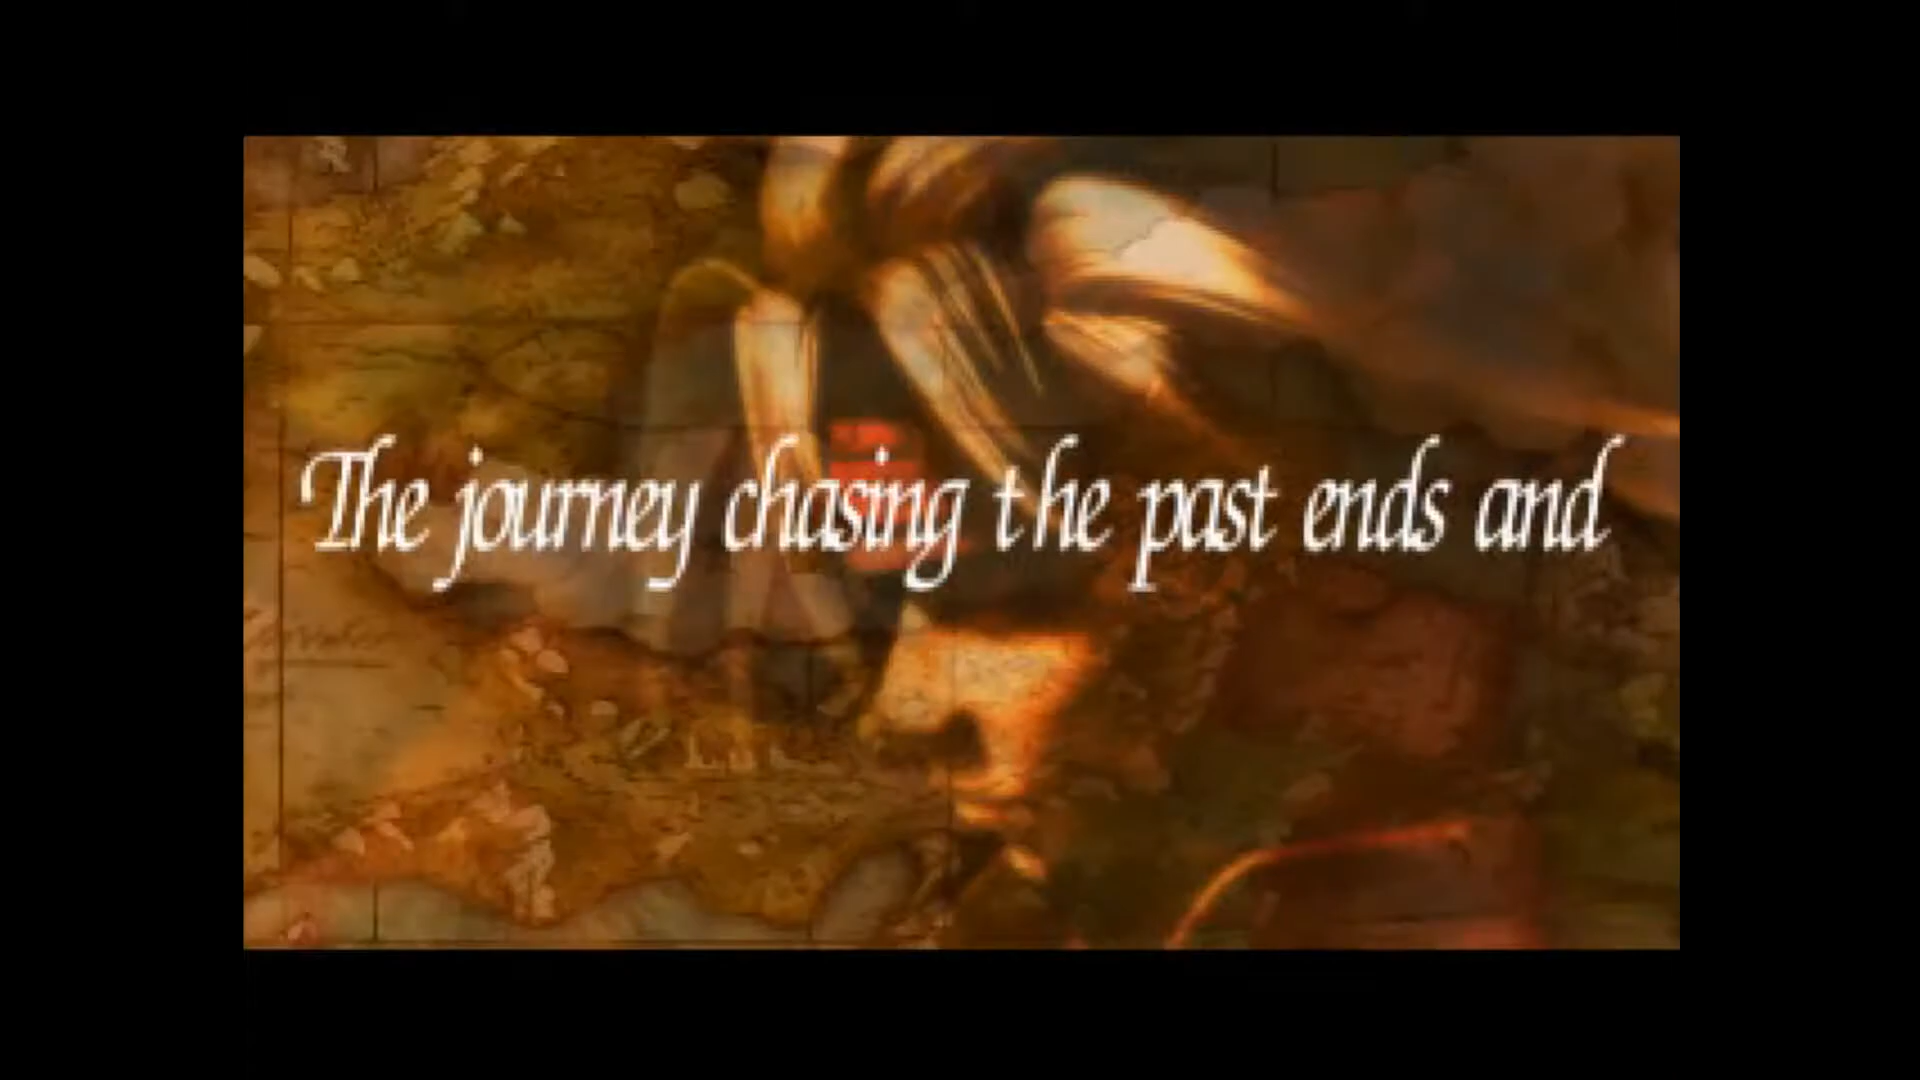 The journey chasing the past ends and